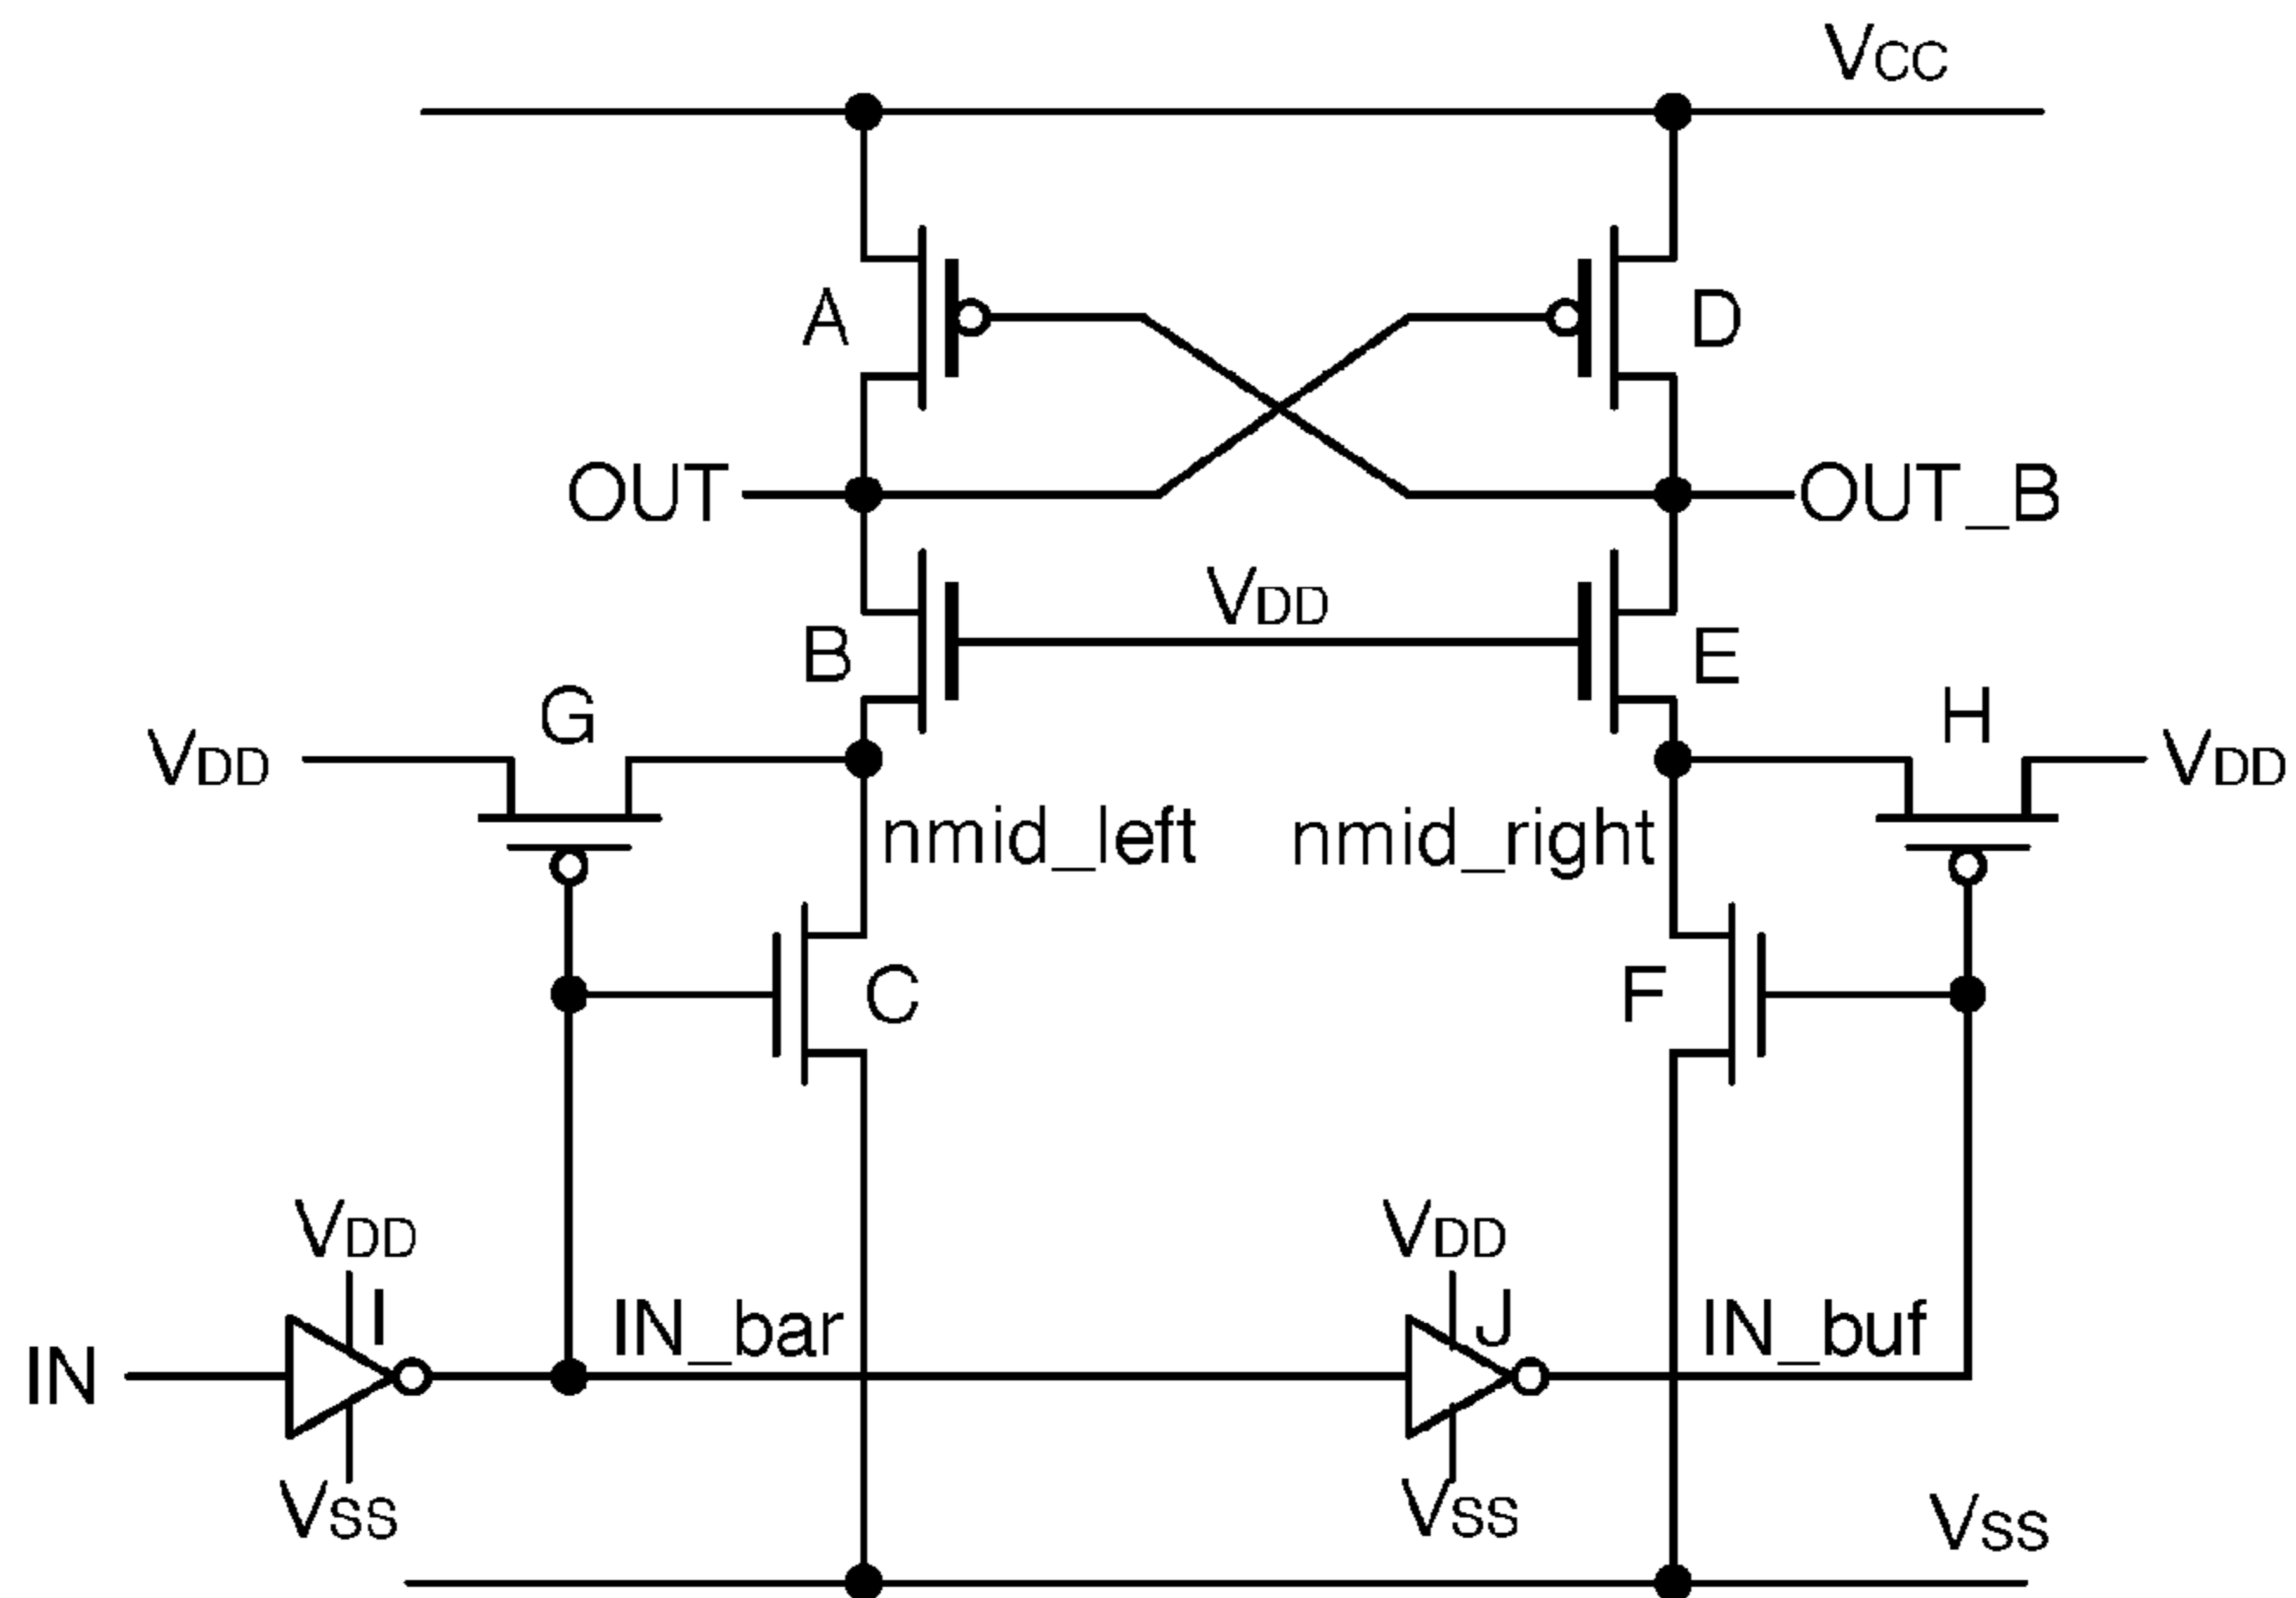 VCC
A
D
OUT
OUT_B
VDD
B
E
G
H
VDD
VDD
nmid_left
nmid_right
C
F
VDD
VDD
I
J
IN_bar
IN_buf
IN
VSS
VSS
VSS